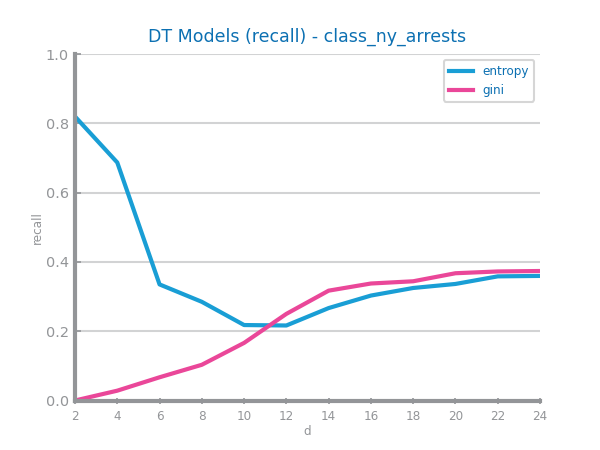 DT Models (recall) - class_ny_arrests
1.0
0.8
0.6
0.4
0.2
0.0
recall
entropy
gini
2 4 6 8 10 12 14 16 18 20 22 24
d